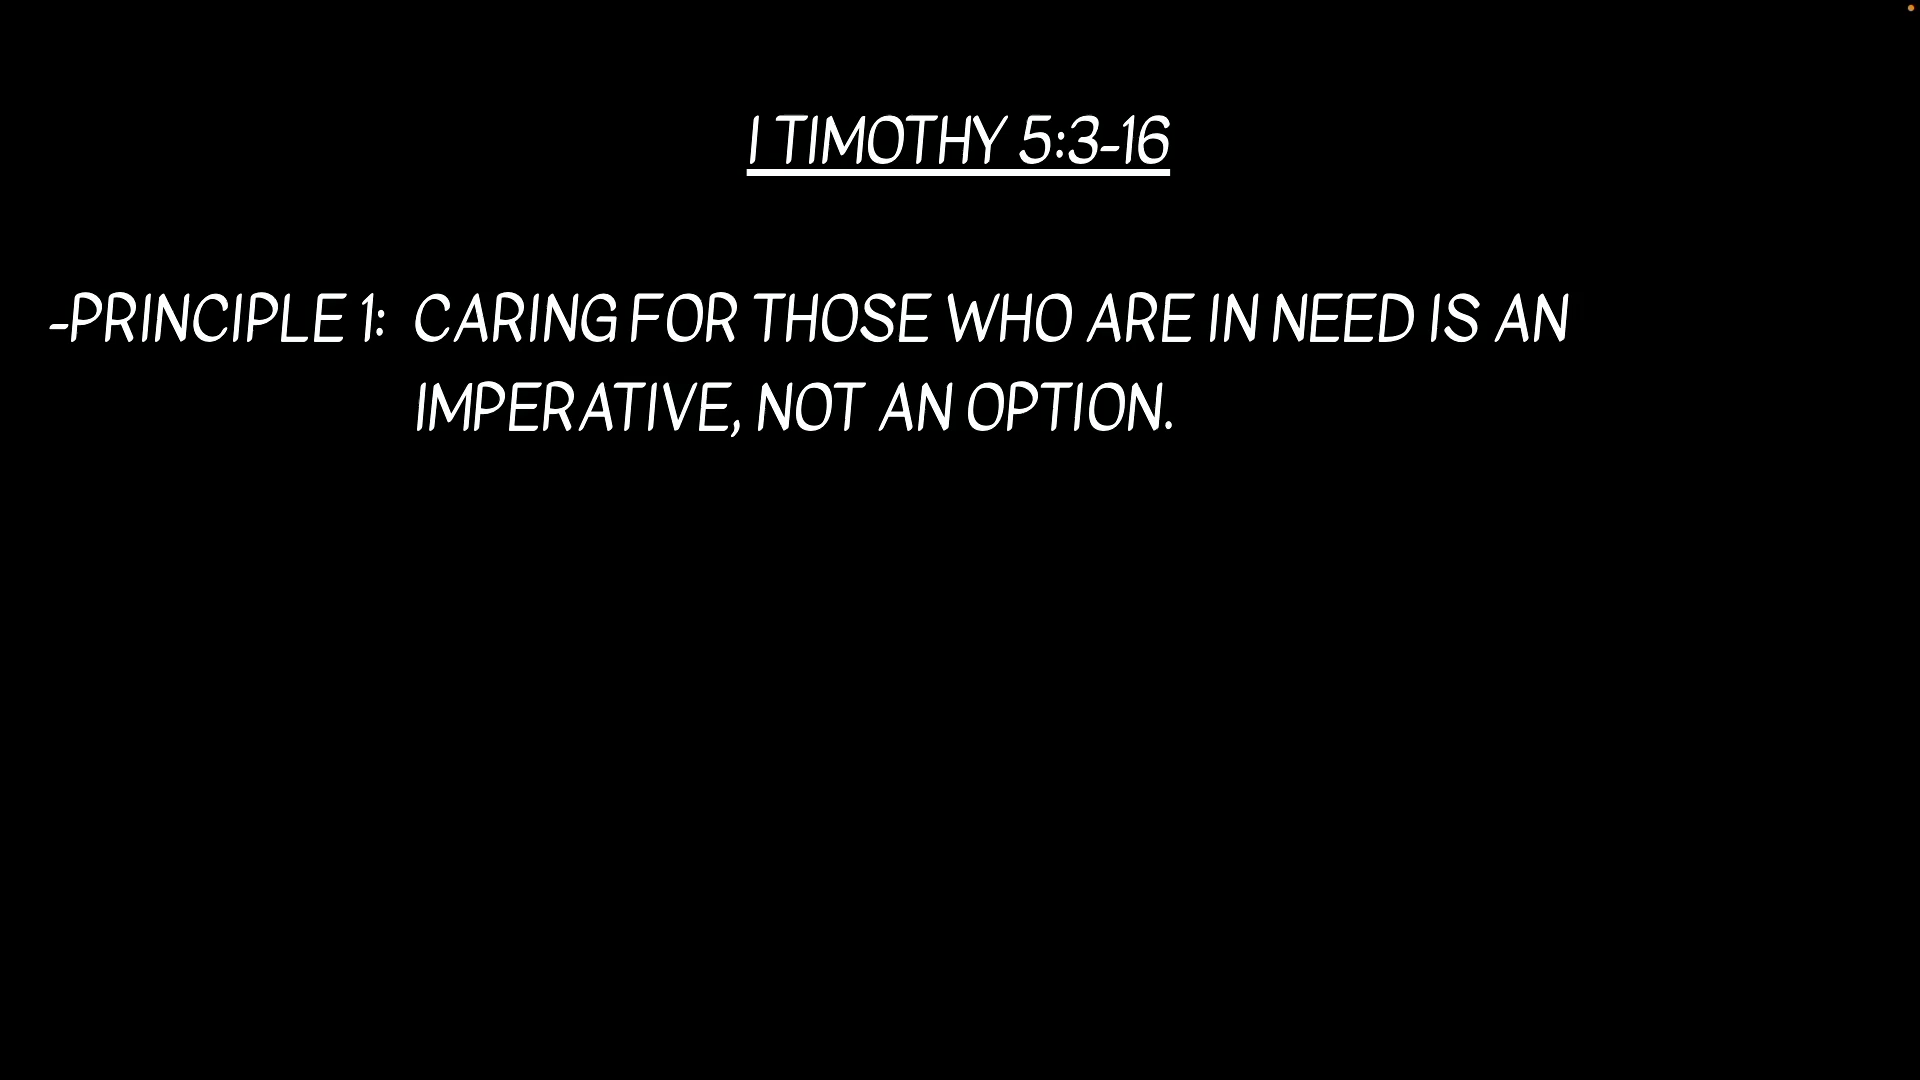 I TIMOTHY 5:3-16
-PRINCIPLE 1: CARING FOR THOSE WHO ARE IN NEED IS AN
IMPERATIVE, NOT AN OPTION.